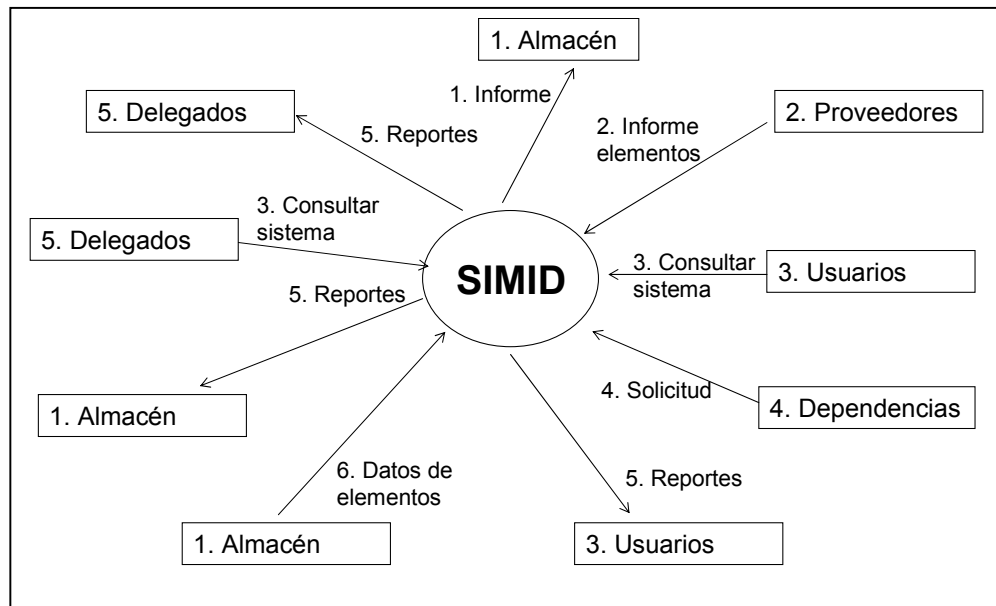 1. Almacén
1. Informe
5. Delegados
5. Reportes
2. Proveedores
2. Informe
elementos
3. Consultar
sistema
5. Delegados
SIMID
3. Consultar
sistema
3. Usuarios
5. Reportes
1. Almacén
4. Solicitud
4. Dependencias
6. Datos de
elementos
5. Reportes
1. Almacén
3. Usuarios